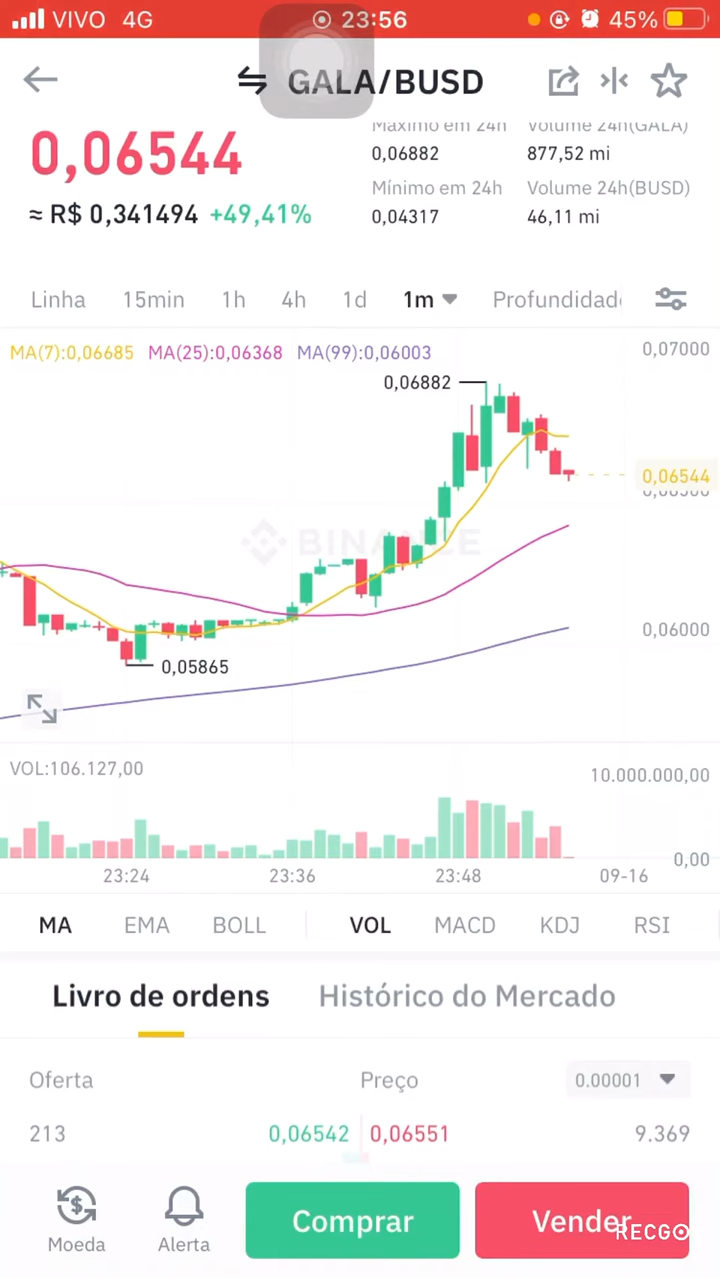 VIVO 4G 23:56 45%
GALA/BUSD
0,06544
≈ R$ 0,341494 +49,41%
Máximo em 24h Volume 24h(GALA)
0,06882 877,52 mi
Mínimo em 24h Volume 24h(BUSD)
0,04317 46,11 mi
Linha 15min 1h 4h 1d 1m Profundidad
MA(7):0,06685 MA(25):0,06368 MA(99):0,06003
0,07000
0,06882
0,06544
BINANCE
0,06000
0,05865
VOL:106.127,00
10.000.000,00
0,00
23:24 23:36 23:48 09-16
MA EMA BOLL VOL MACD KDJ RSI
Livro de ordens Histórico do Mercado
Oferta Preço 0.00001
213 0,06542 0,06551 9.369
Comprar Vender
RECGO
Moeda Alerta